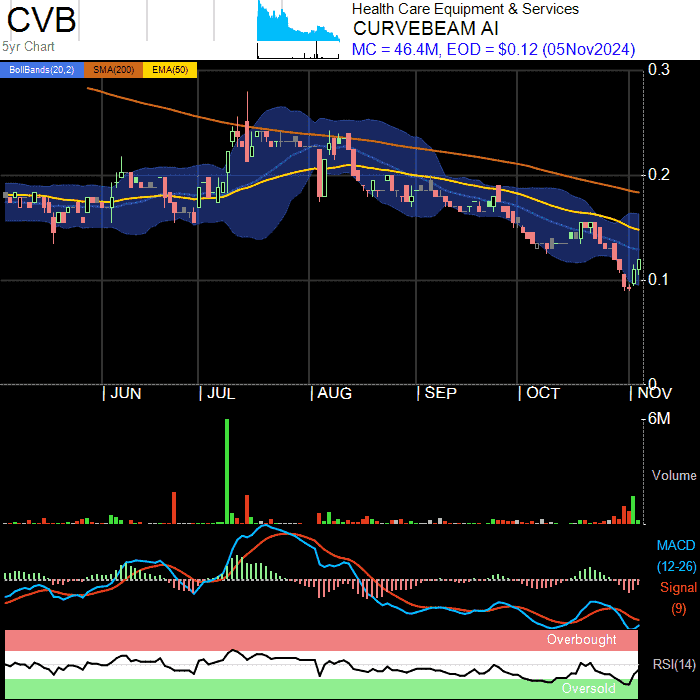 CVB
5yr Chart
Health Care Equipment & Services
CURVEBEAM AI
MC = 46.4M, EOD = $0.12 (05Nov2024)
BollBands(20,2) SMA(200) EMA(50)
0.3
0.2
0.1
0
| JUN | JUL | AUG | SEP | OCT | NOV
6M
Volume
MACD
(12-26)
Signal
(9)
Overbought
RSI(14)
Oversold